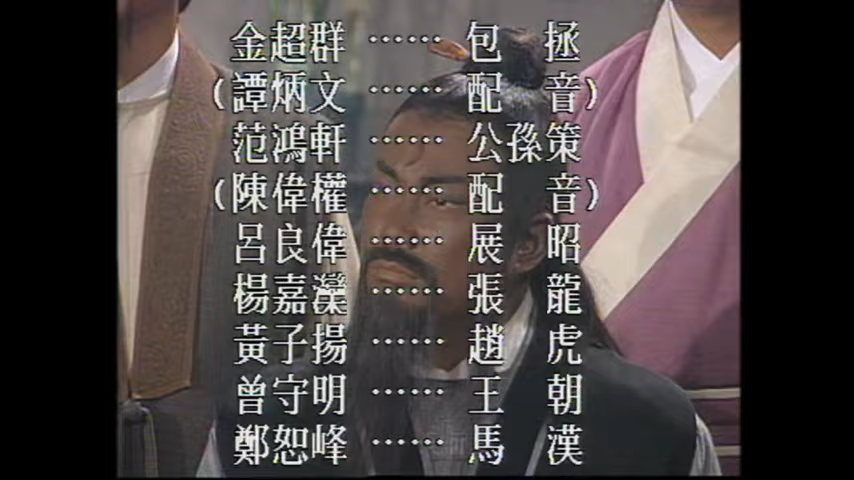 金超群……包拯
(譚炳文……配音)
范鴻軒……公孫策
(陳偉權……配音)
呂良偉……展昭
楊嘉濼……張龍
黃子揚……趙虎
曾守明……王朝
鄭恕峰……馬漢